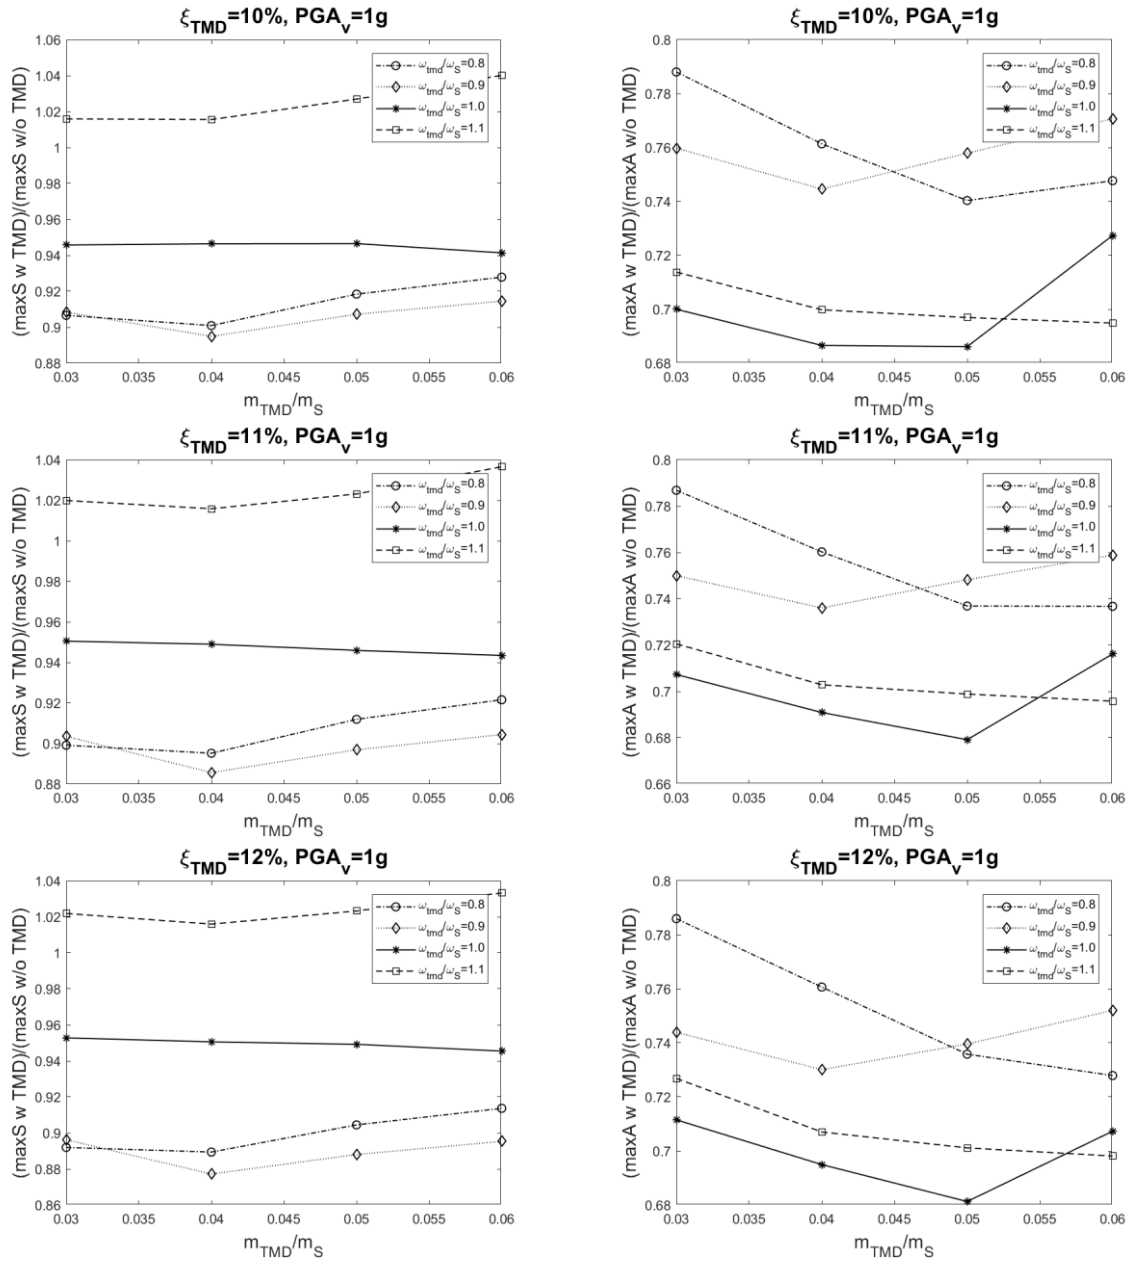 ξTMD=10%, PGAv=1g
(maxS w TMD)/(maxS w/o TMD)
1.06
1.04
1.02
1
0.98
0.96
0.94
0.92
0.9
0.88
ωtmd/ωS=0.8
ωtmd/ωS=0.9
ωtmd/ωS=1.0
ωtmd/ωS=1.1
0.03 0.035 0.04 0.045 0.05 0.055 0.06
mTMD/mS
ξTMD=10%, PGAv=1g
(maxA w TMD)/(maxA w/o TMD)
0.8
0.78
0.76
0.74
0.72
0.7
0.68
ωtmd/ωS=0.8
ωtmd/ωS=0.9
ωtmd/ωS=1.0
ωtmd/ωS=1.1
0.03 0.035 0.04 0.045 0.05 0.055 0.06
mTMD/mS
ξTMD=11%, PGAv=1g
(maxS w TMD)/(maxS w/o TMD)
1.04
1.02
1
0.98
0.96
0.94
0.92
0.9
0.88
ωtmd/ωS=0.8
ωtmd/ωS=0.9
ωtmd/ωS=1.0
ωtmd/ωS=1.1
0.03 0.035 0.04 0.045 0.05 0.055 0.06
mTMD/mS
ξTMD=11%, PGAv=1g
(maxA w TMD)/(maxA w/o TMD)
0.8
0.78
0.76
0.74
0.72
0.7
0.68
0.66
ωtmd/ωS=0.8
ωtmd/ωS=0.9
ωtmd/ωS=1.0
ωtmd/ωS=1.1
0.03 0.035 0.04 0.045 0.05 0.055 0.06
mTMD/mS
ξTMD=12%, PGAv=1g
(maxS w TMD)/(maxS w/o TMD)
1.04
1.02
1
0.98
0.96
0.94
0.92
0.9
0.88
0.86
ωtmd/ωS=0.8
ωtmd/ωS=0.9
ωtmd/ωS=1.0
ωtmd/ωS=1.1
0.03 0.035 0.04 0.045 0.05 0.055 0.06
mTMD/mS
ξTMD=12%, PGAv=1g
(maxA w TMD)/(maxA w/o TMD)
0.8
0.78
0.76
0.74
0.72
0.7
0.68
ωtmd/ωS=0.8
ωtmd/ωS=0.9
ωtmd/ωS=1.0
ωtmd/ωS=1.1
0.03 0.035 0.04 0.045 0.05 0.055 0.06
mTMD/mS